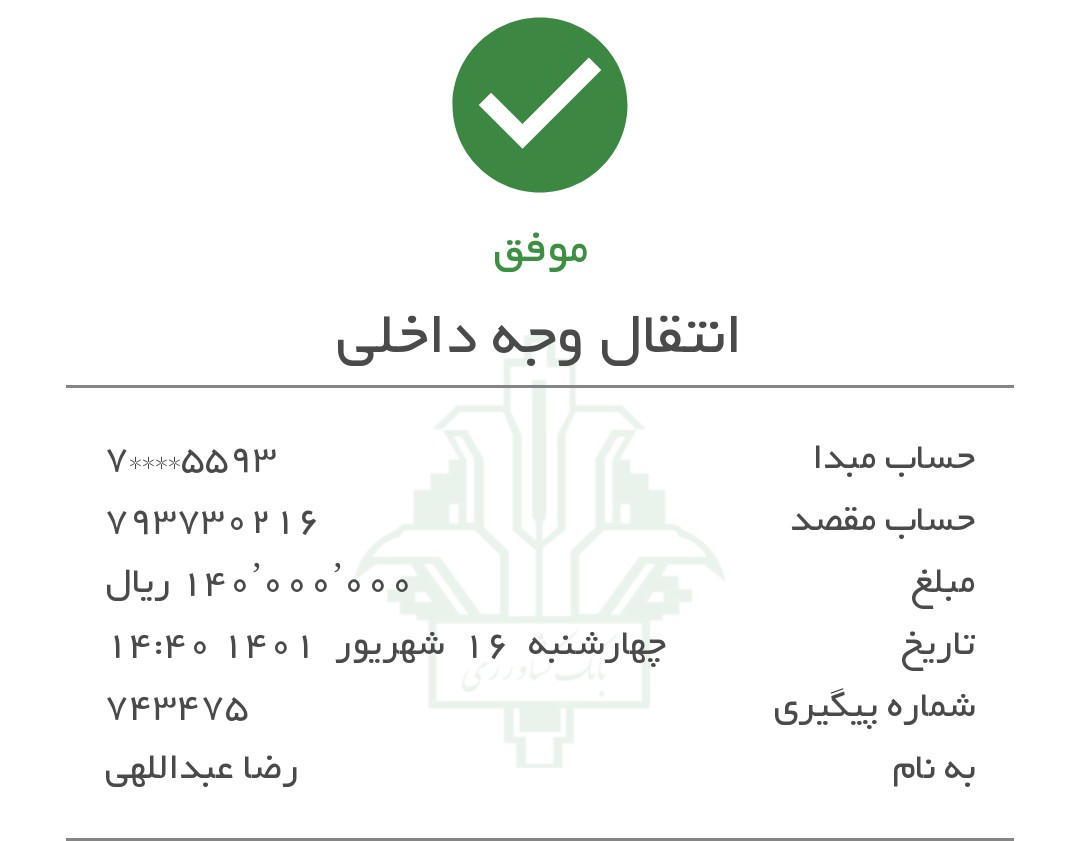 موفق
انتقال وجه داخلی
حساب مبدا ۷****۵۵۹۳
حساب مقصد ۷۹۳۷۳۰۲۱۶
مبلغ ۱۴۰٬۰۰۰٬۰۰۰ ریال
تاریخ چهارشنبه ۱۶ شهریور ۱۴۰۱ ۱۴:۴۰
شماره پیگیری ۷۴۳۴۷۵
به نام رضا عبداللهی
بانک کشاورزی